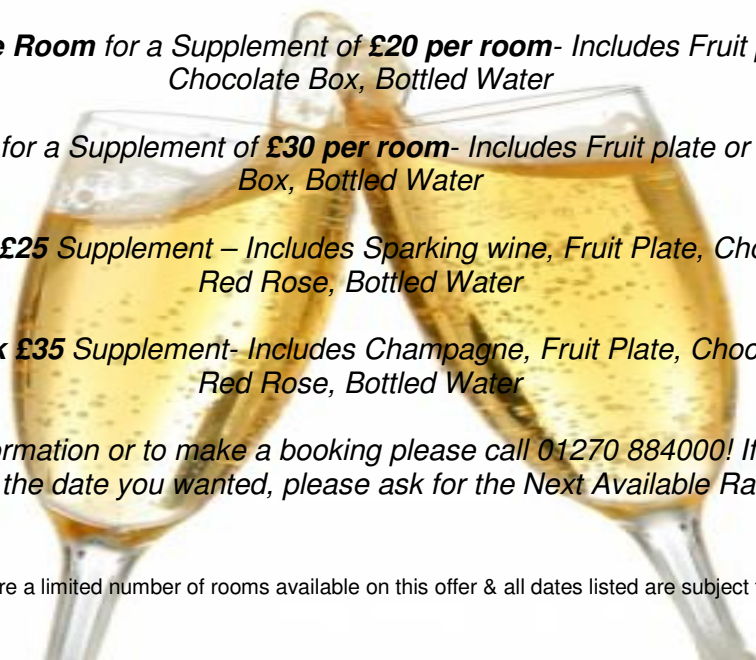 e Room for a Supplement of £20 per room- Includes Fruit
Chocolate Box, Bottled Water
for a Supplement of £30 per room- Includes Fruit plate or
Box, Bottled Water
£25 Supplement – Includes Sparking wine, Fruit Plate, Cho
Red Rose, Bottled Water
k £35 Supplement- Includes Champagne, Fruit Plate, Choc
Red Rose, Bottled Water
ormation or to make a booking please call 01270 884000! If
the date you wanted, please ask for the Next Available Ra
re a limited number of rooms available on this offer & all dates listed are subject